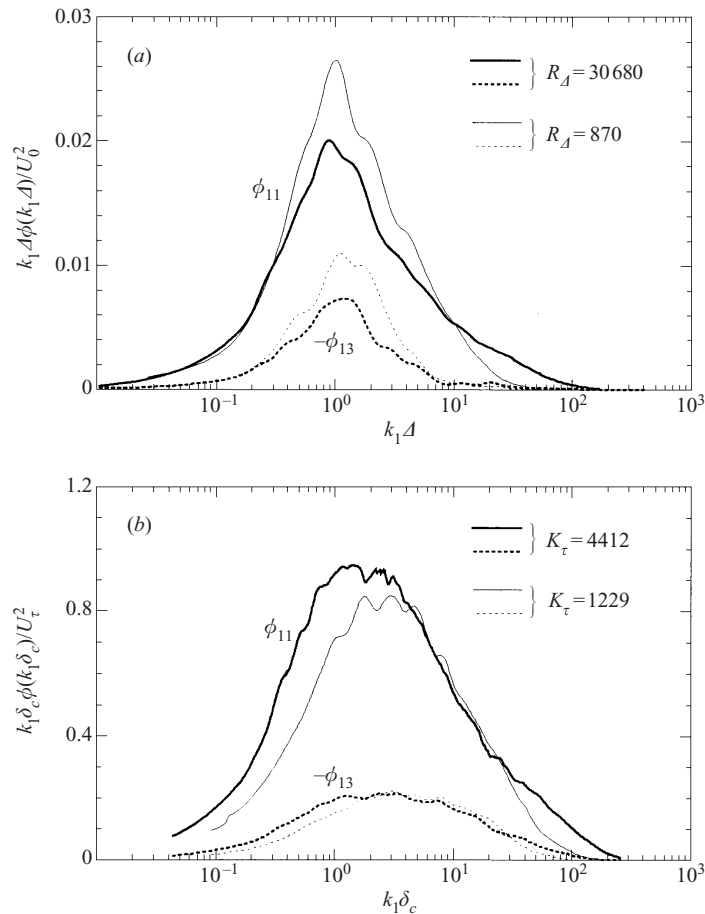 0.03
(a)
R_Δ = 30 680
R_Δ = 870
0.02
ϕ₁₁
k₁Δϕ(k₁Δ)/U₀²
0.01
−ϕ₁₃
0
10⁻¹ 10⁰ 10¹ 10² 10³
k₁Δ
1.2
(b)
K_τ = 4412
K_τ = 1229
0.9
0.8
ϕ₁₁
k₁δ_cϕ(k₁δ_c)/U_τ²
0.4
−ϕ₁₃
0
10⁻¹ 10⁰ 10¹ 10² 10³
k₁δ_c